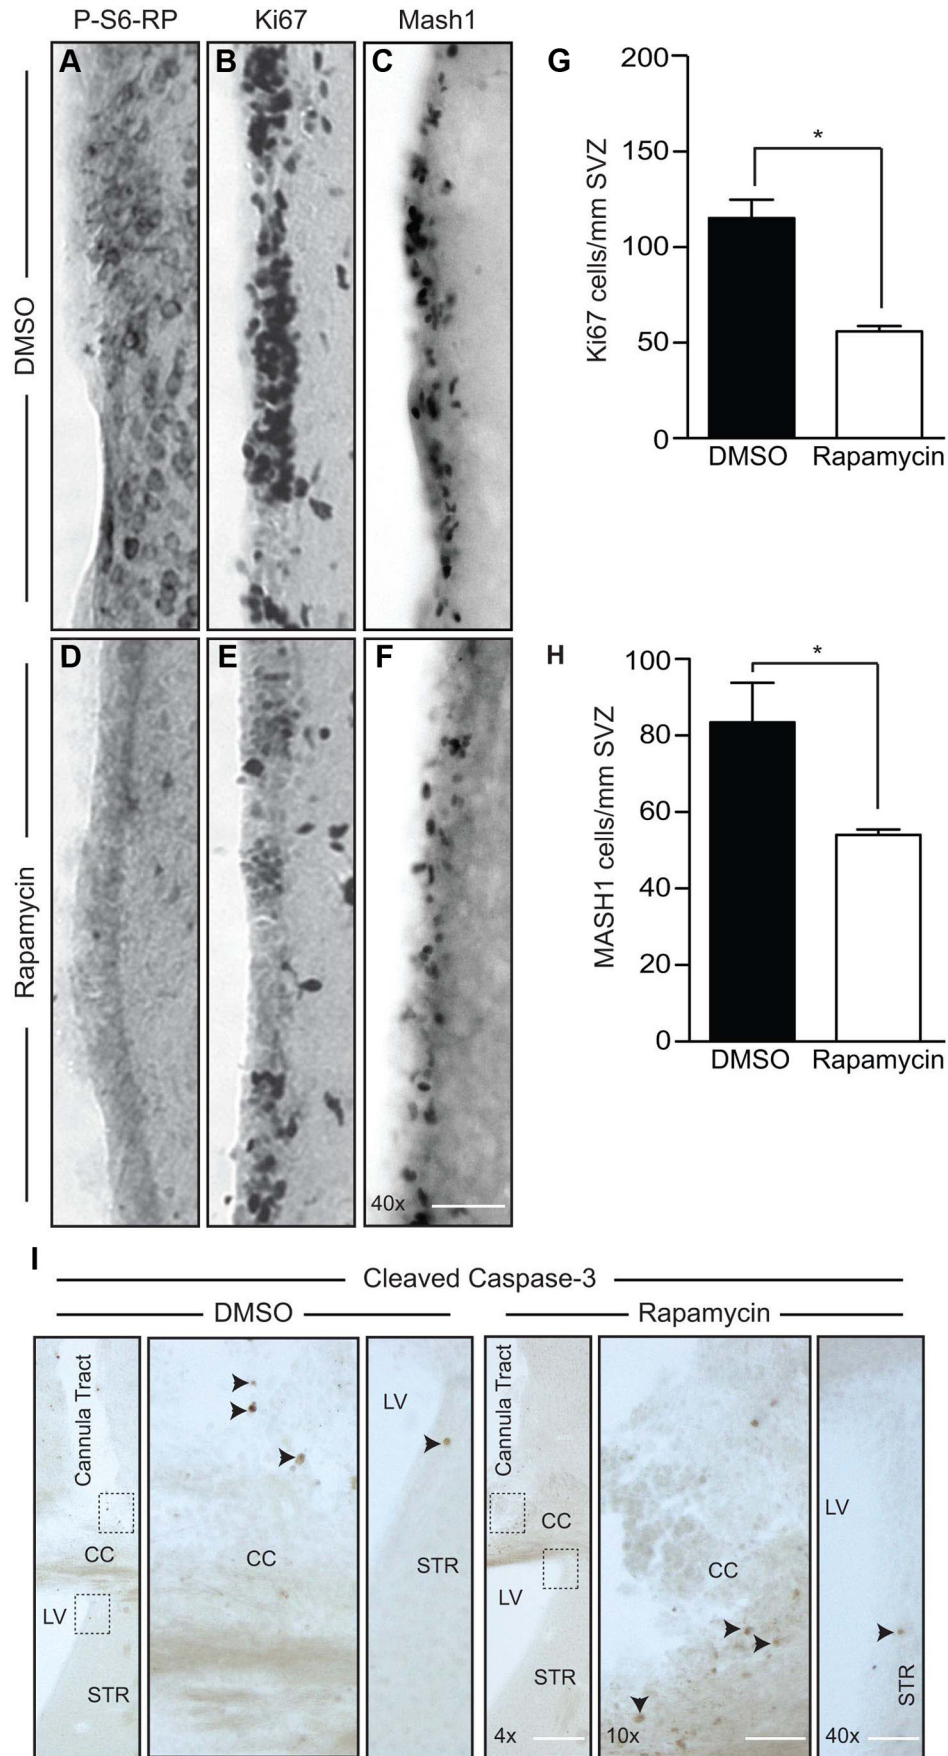 P-S6-RP Ki67 Mash1
A B C
DMSO
D E F
Rapamycin
40x
G
200
150
100
50
0
Ki67 cells/mm SVZ
*
DMSO Rapamycin
H
100
80
60
40
20
0
MASH1 cells/mm SVZ
*
DMSO Rapamycin
I
Cleaved Caspase-3
DMSO Rapamycin
Cannula Tract
CC
LV
STR
CC
LV
STR
Cannula Tract
CC
LV
STR
4x
CC
10x
LV
STR
40x